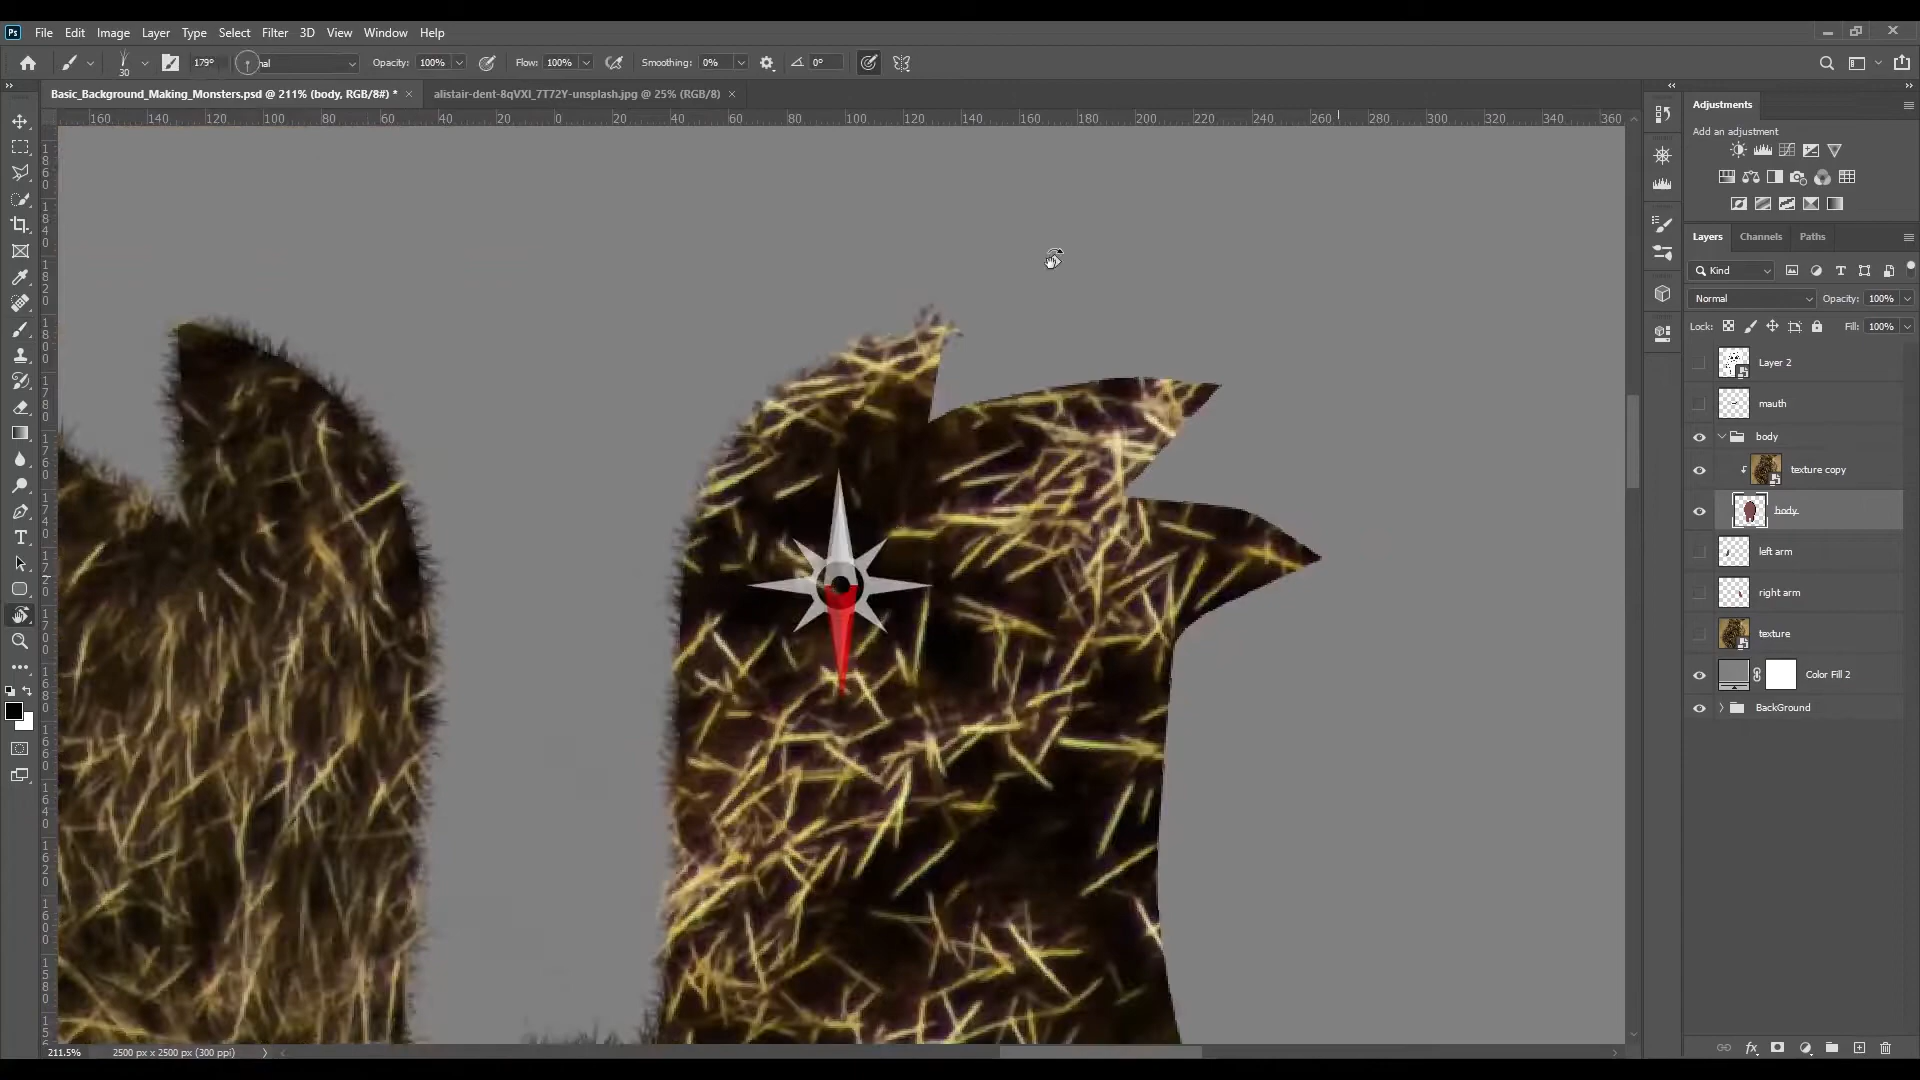 Ps File Edit Image Layer Type Select Filter 3D View Window Help
30 179° nal Opacity: 100% Flow: 100% Smoothing: 0% 0°
Basic_Background_Making_Monsters.psd @ 211% (body, RGB/8#) * × alistair-dent-8qVXI_7T72Y-unsplash.jpg @ 25% (RGB/8) ×
160 140 120 100 80 60 40 20 0 20 40 60 80 100 120 140 160 180 200 220 240 260 280 300 320 340 360
Adjustments
Add an adjustment
Layers Channels Paths
Kind
Normal Opacity: 100%
Lock: Fill: 100%
Layer 2
mauth
body
texture copy
body
left arm
right arm
texture
Color Fill 2
BackGround
211.5% 2500 px x 2500 px (300 ppi)
fx